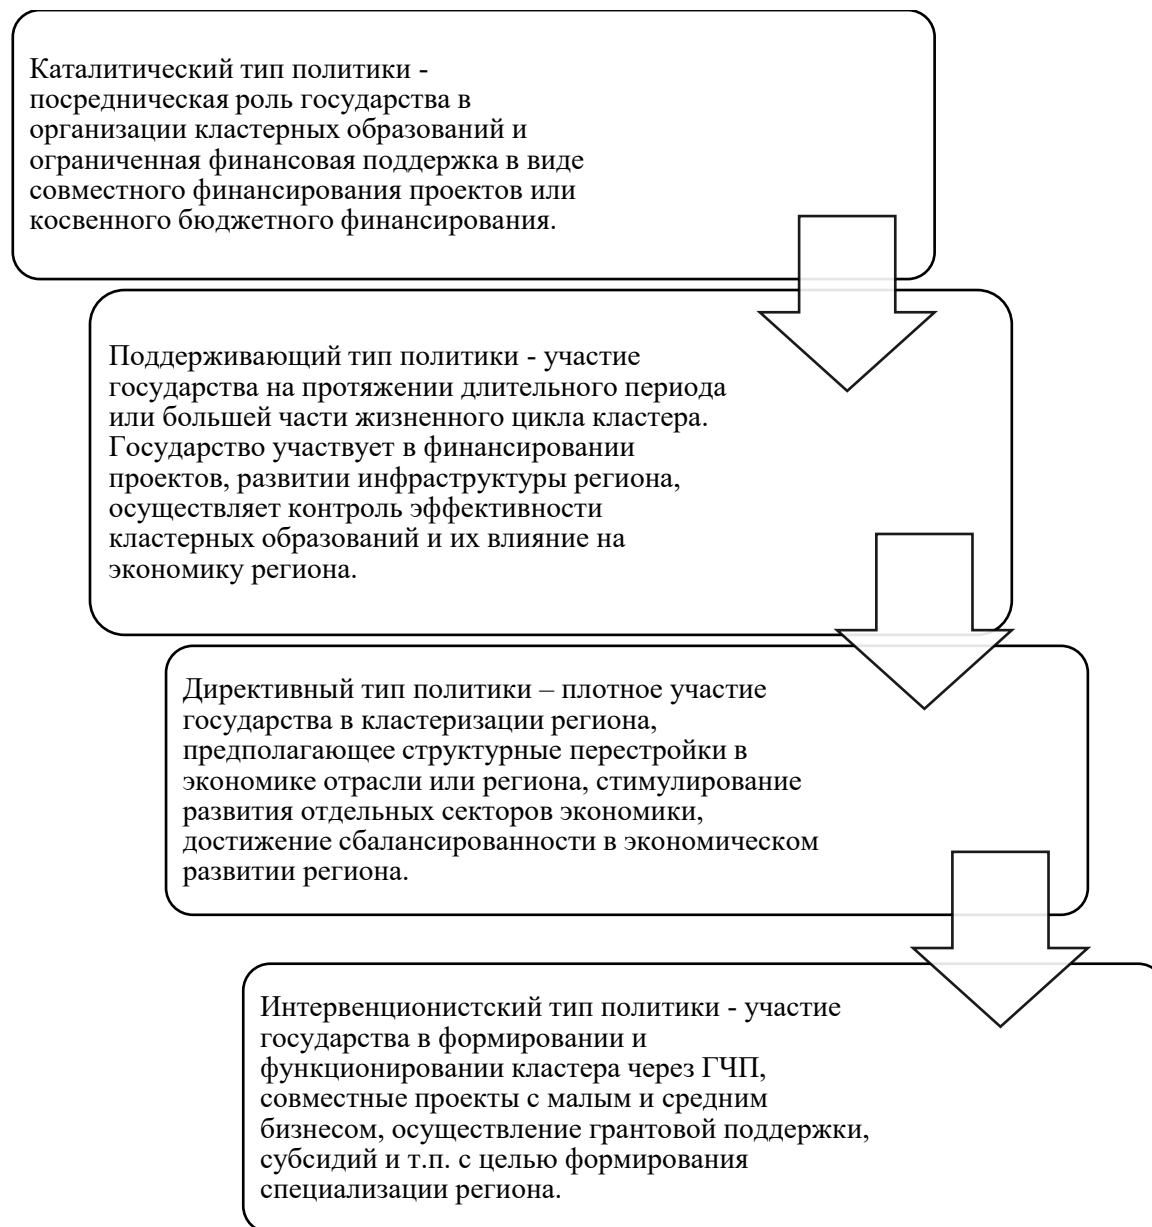 Каталитический тип политики -
посредническая роль государства в
организации кластерных образований и
ограниченная финансовая поддержка в виде
совместного финансирования проектов или
косвенного бюджетного финансирования.
Поддерживающий тип политики - участие
государства на протяжении длительного периода
или большей части жизненного цикла кластера.
Государство участвует в финансировании
проектов, развитии инфраструктуры региона,
осуществляет контроль эффективности
кластерных образований и их влияние на
экономику региона.
Директивный тип политики – плотное участие
государства в кластеризации региона,
предполагающее структурные перестройки в
экономике отрасли или региона, стимулирование
развития отдельных секторов экономики,
достижение сбалансированности в экономическом
развитии региона.
Интервенционистский тип политики - участие
государства в формировании и
функционировании кластера через ГЧП,
совместные проекты с малым и средним
бизнесом, осуществление грантовой поддержки,
субсидий и т.п. с целью формирования
специализации региона.